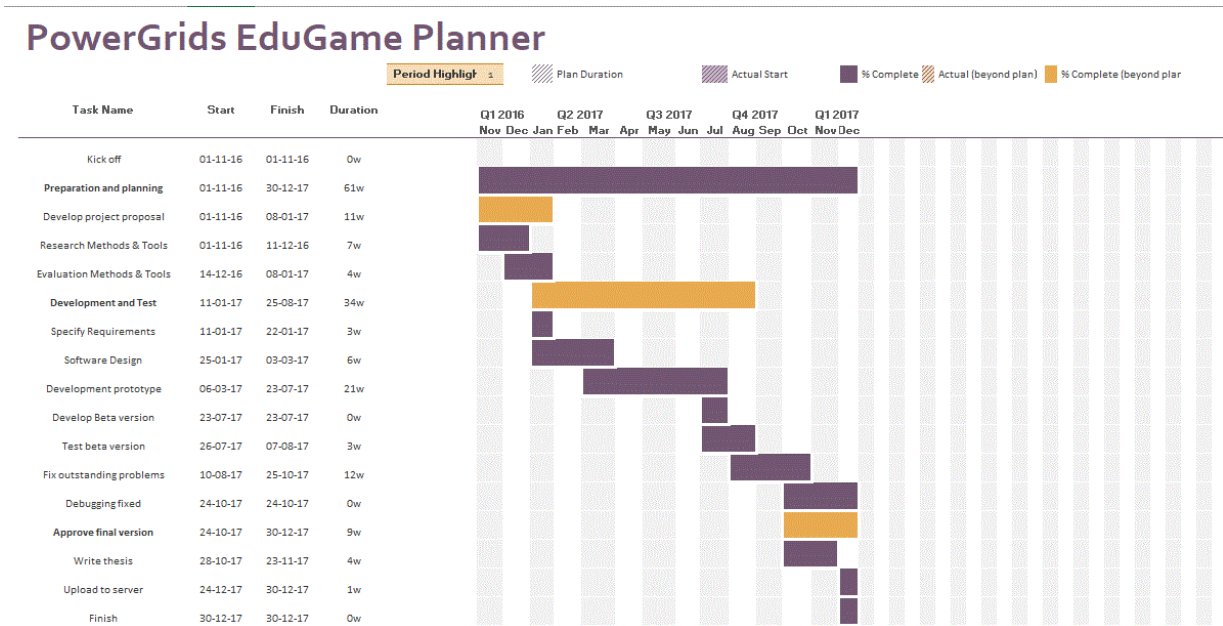 PowerGrids EduGame Planner
Period Highligh 1 Plan Duration Actual Start % Complete Actual (beyond plan) % Complete (beyond plar
Task Name Start Finish Duration
Q1 2016 Q2 2017 Q3 2017 Q4 2017 Q1 2017
Nov Dec Jan Feb Mar Apr May Jun Jul Aug Sep Oct Nov Dec
Kick off 01-11-16 01-11-16 0w
Preparation and planning 01-11-16 30-12-17 61w
Develop project proposal 01-11-16 08-01-17 11w
Research Methods & Tools 01-11-16 11-12-16 7w
Evaluation Methods & Tools 14-12-16 08-01-17 4w
Development and Test 11-01-17 25-08-17 34w
Specify Requirements 11-01-17 22-01-17 3w
Software Design 25-01-17 03-03-17 6w
Development prototype 06-03-17 23-07-17 21w
Develop Beta version 23-07-17 23-07-17 0w
Test beta version 26-07-17 07-08-17 3w
Fix outstanding problems 10-08-17 25-10-17 12w
Debugging fixed 24-10-17 24-10-17 0w
Approve final version 24-10-17 30-12-17 9w
Write thesis 28-10-17 23-11-17 4w
Upload to server 24-12-17 30-12-17 1w
Finish 30-12-17 30-12-17 0w